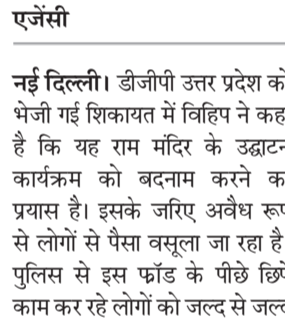 एजेंसी
नई दिल्ली। डीजीपी उत्तर प्रदेश को
भेजी गई शिकायत में विहिप ने कह
है कि यह राम मंदिर के उद्घाटन
कार्यक्रम को बदनाम करने क
प्रयास है। इसके जरिए अवैध रूप
से लोगों से पैसा वसूला जा रहा है
पुलिस से इस फ्रॉड के पीछे छिपे
काम कर रहे लोगों को जल्द से जल्द